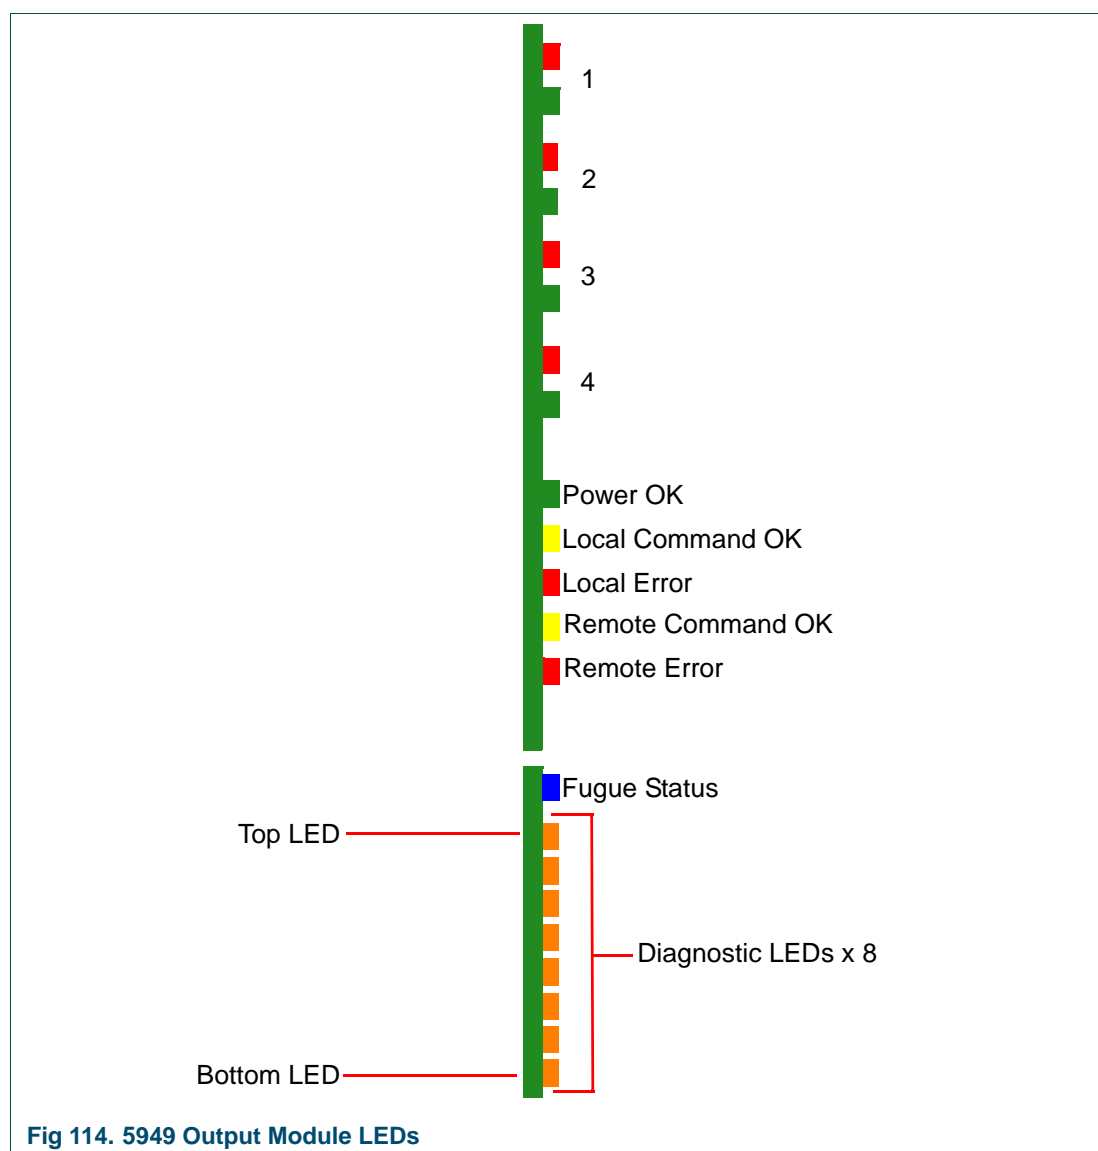 1
2
3
4
Power OK
Local Command OK
Local Error
Remote Command OK
Remote Error
Fugue Status
Top LED
Diagnostic LEDs x 8
Bottom LED
Fig 114. 5949 Output Module LEDs